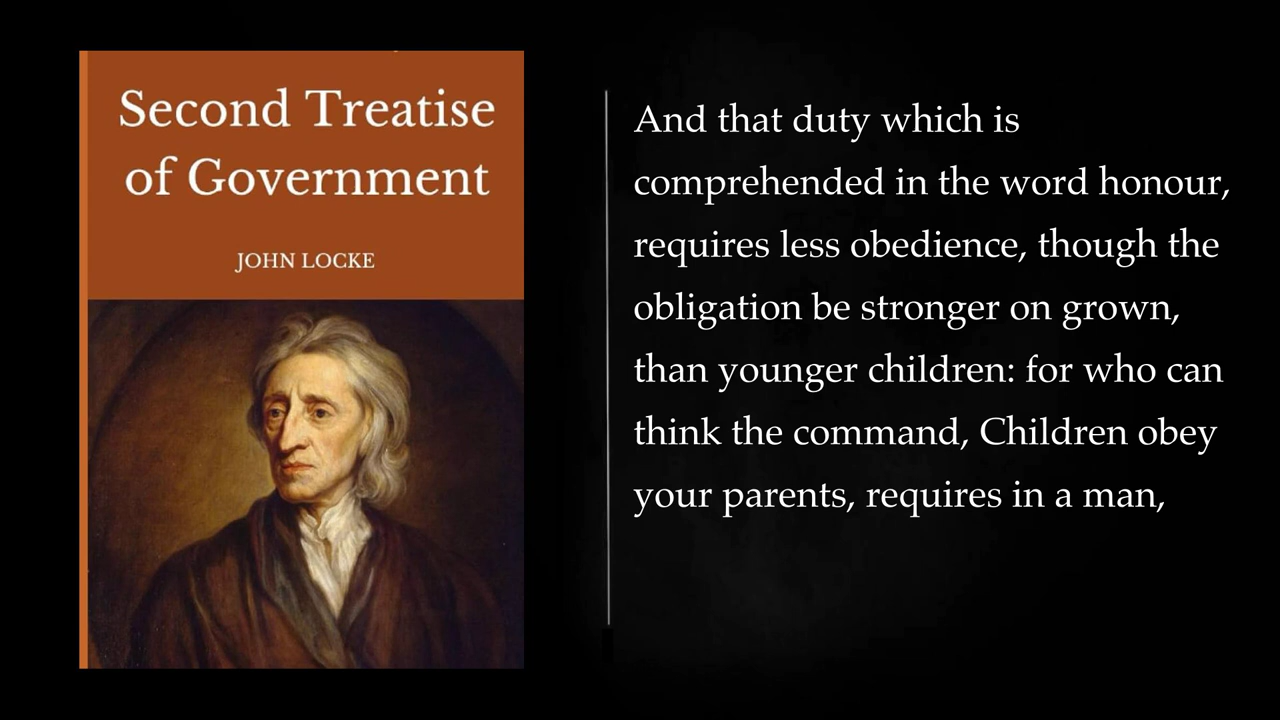 Second Treatise
of Government
JOHN LOCKE
And that duty which is
comprehended in the word honour,
requires less obedience, though the
obligation be stronger on grown,
than younger children: for who can
think the command, Children obey
your parents, requires in a man,